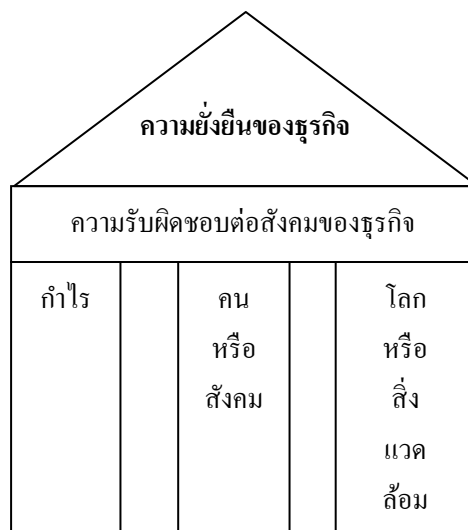 ความยั่งยืนของธุรกิจ
ความรับผิดชอบต่อสังคมของธุรกิจ
กำไร
คน
หรือ
สังคม
โลก
หรือ
สิ่ง
แวด
ล้อม